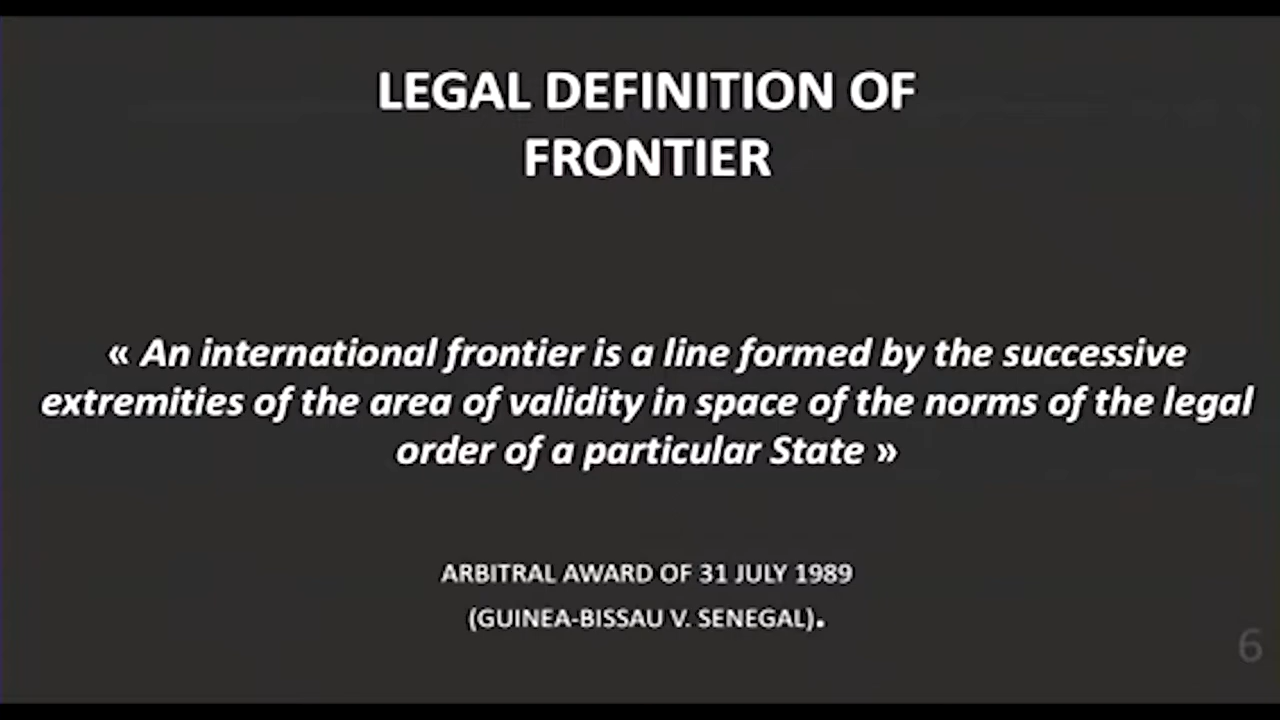 LEGAL DEFINITION OF
FRONTIER
« An international frontier is a line formed by the successive
extremities of the area of validity in space of the norms of the legal
order of a particular State »
ARBITRAL AWARD OF 31 JULY 1989
(GUINEA-BISSAU V. SENEGAL).
6